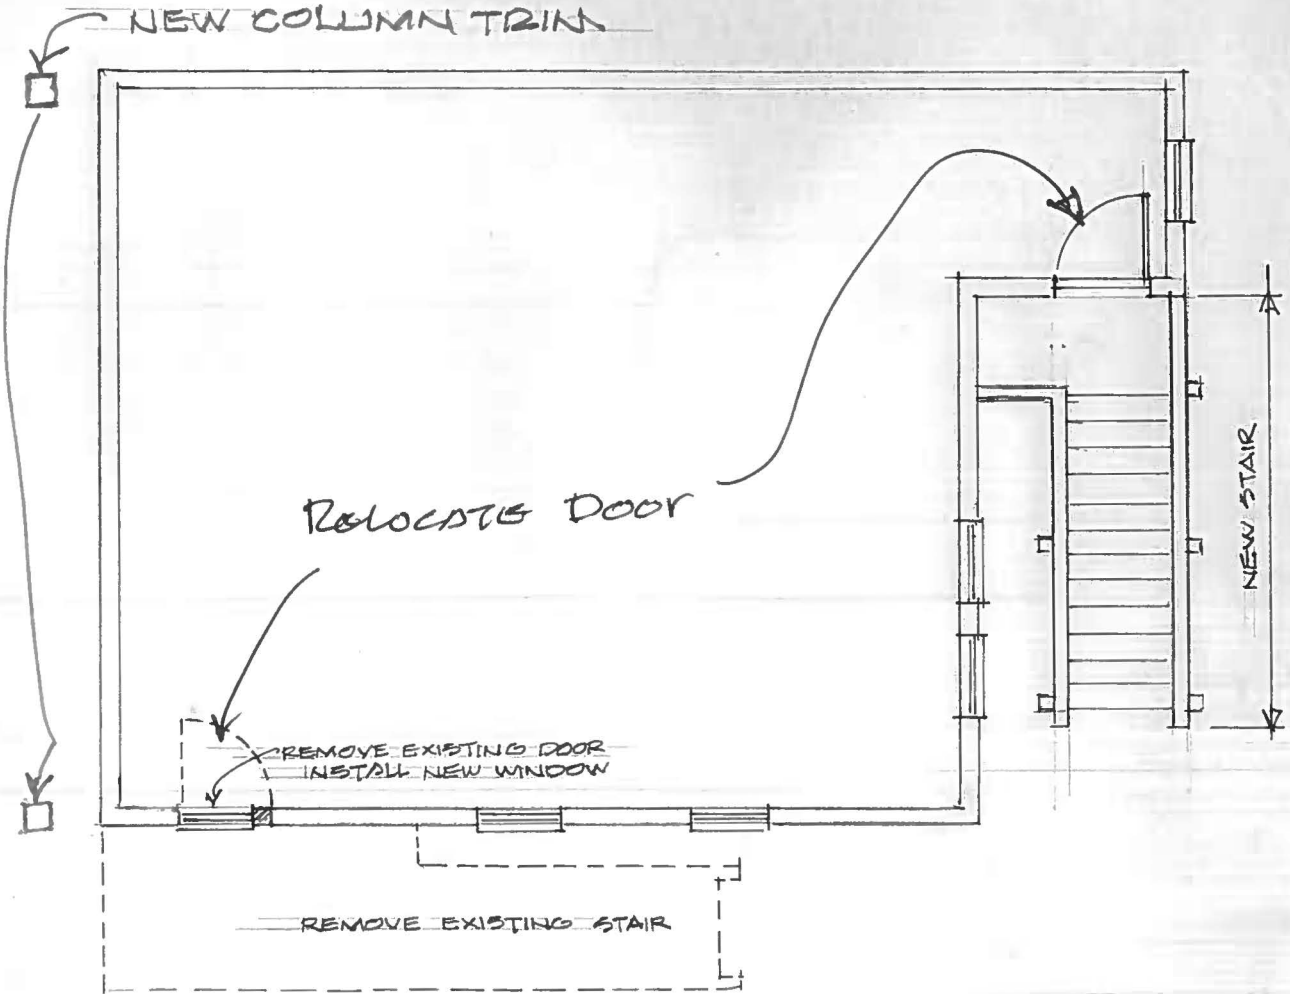 NEW COLUMN TRIM
NEW STAIR
RELOCATE DOOR
REMOVE EXISTING DOOR
INSTALL NEW WINDOW
REMOVE EXISTING STAIR